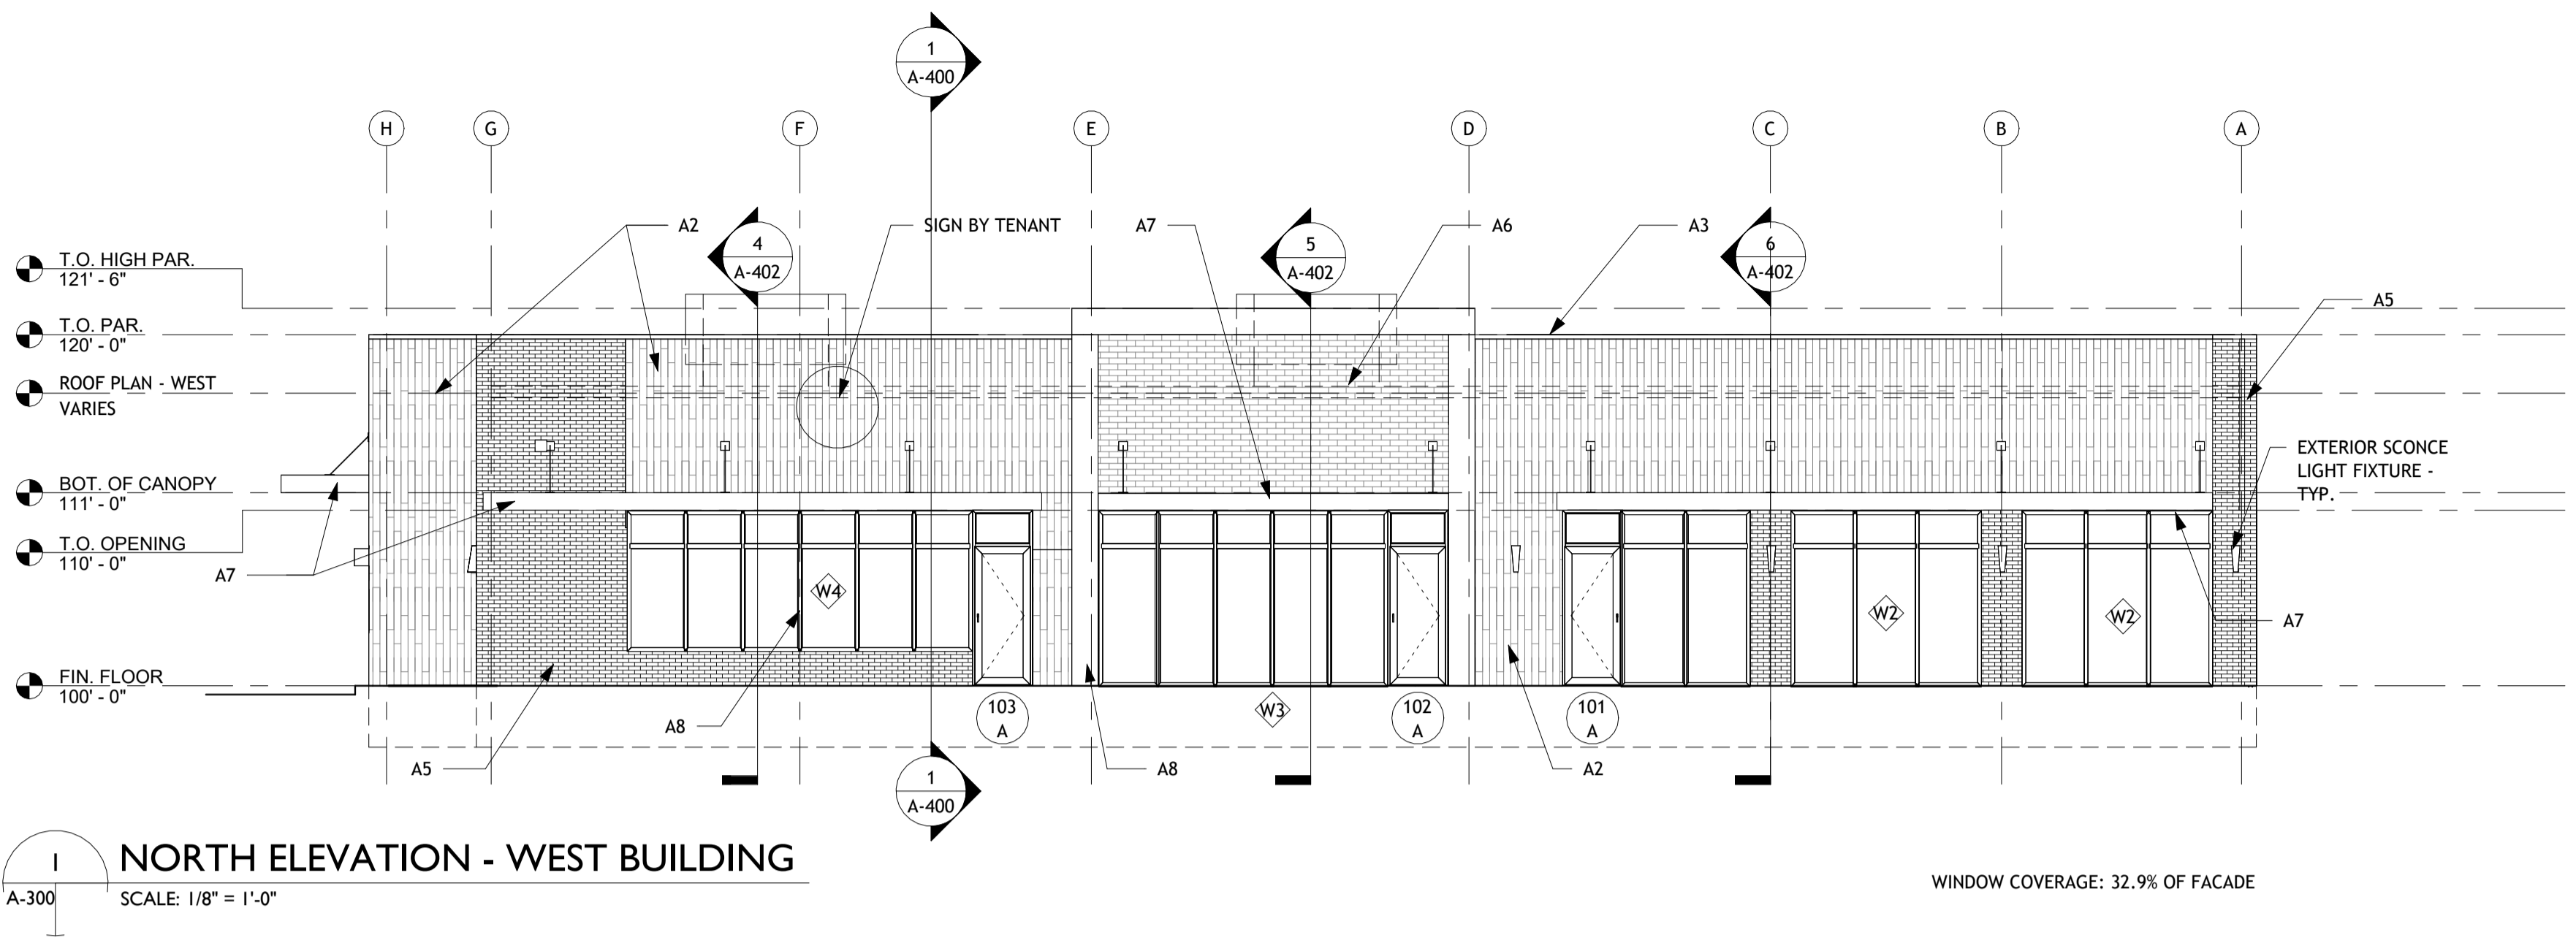 1
A-400
H
G
F
E
D
C
B
A
A2
4
A-402
SIGN BY TENANT
A7
5
A-402
A6
A3
6
A-402
T.O. HIGH PAR.
121' - 6"
A5
T.O. PAR.
120' - 0"
ROOF PLAN - WEST
VARIES
EXTERIOR SCONCE
LIGHT FIXTURE -
TYP.
BOT. OF CANOPY
111' - 0"
T.O. OPENING
110' - 0"
A7
W4
W2
W2
A7
FIN. FLOOR
100' - 0"
A8
103
A
W3
102
A
101
A
A5
A8
A2
1
A-400
1
A-300
NORTH ELEVATION - WEST BUILDING
SCALE: 1/8" = 1'-0"
WINDOW COVERAGE: 32.9% OF FACADE